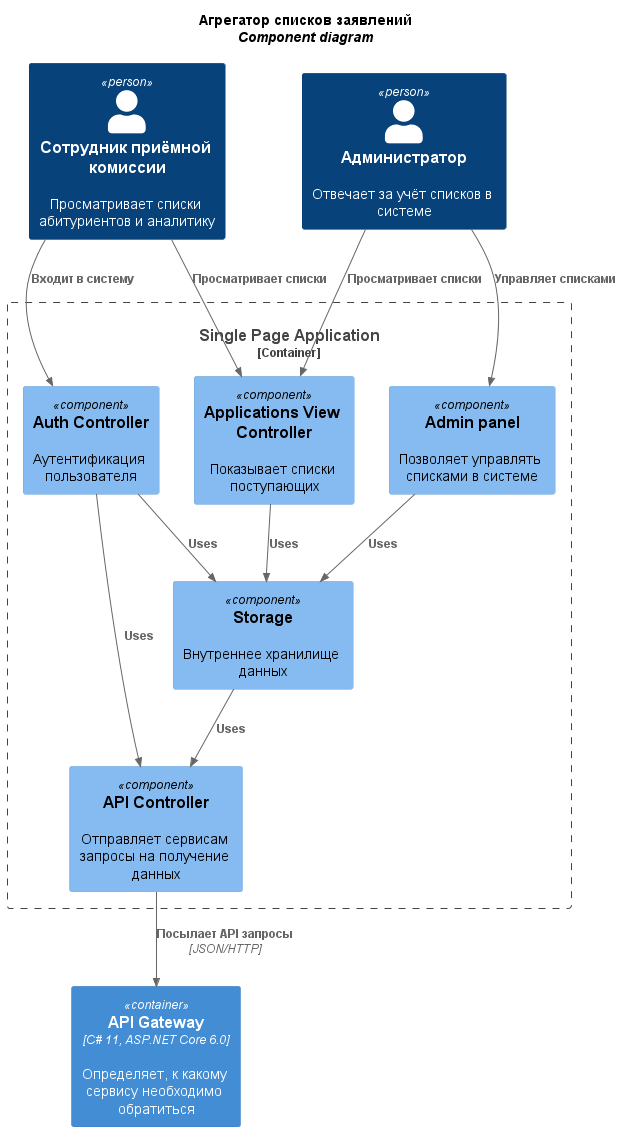 Агрегатор списков заявлений
Component diagram
«person»
Сотрудник приёмной
комиссии
Просматривает списки
абитуриентов и аналитику
«person»
Администратор
Отвечает за учёт списков в
системе
Входит в систему
Просматривает списки
Просматривает списки
Управляет списками
Single Page Application
[Container]
«component»
Auth Controller
Аутентификация
пользователя
«component»
Applications View
Controller
Показывает списки
поступающих
«component»
Admin panel
Позволяет управлять
списками в системе
Uses
Uses
Uses
«component»
Storage
Внутреннее хранилище
данных
Uses
Uses
«component»
API Controller
Отправляет сервисам
запросы на получение
данных
Посылает API запросы
[JSON/HTTP]
«container»
API Gateway
[C# 11, ASP.NET Core 6.0]
Определяет, к какому
сервису необходимо
обратиться